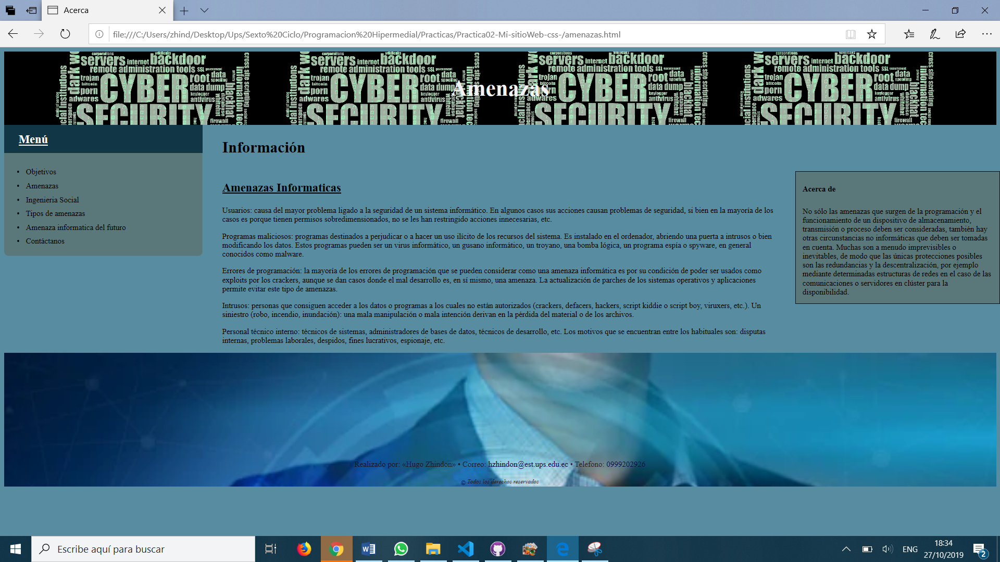 Acerca
file:///C:/Users/zhind/Desktop/Ups/Sexto%20Ciclo/Programacion%20Hipermedial/Practicas/Practica02-Mi-sitioWeb-css-/amenazas.html
corporations wikileaks
servers internet backdoor
remote administration tools SSL government
trojan CYBER root data spoofing
bitcoin
porn data dump
keylogger
adwares antivirus
SECURITY
firewall
dark
cross site scripting
blackhat
database
whitehat
Amenazas
Menú
Objetivos
Amenazas
Ingenieria Social
Tipos de amenazas
Amenaza informatica del futuro
Contáctanos
Información
Amenazas Informaticas
Usuarios: causa del mayor problema ligado a la seguridad de un sistema informático. En algunos casos sus acciones causan problemas de seguridad, si bien en la mayoría de los
casos es porque tienen permisos sobredimensionados, no se les han restringido acciones innecesarias, etc.
Programas maliciosos: programas destinados a perjudicar o a hacer un uso ilícito de los recursos del sistema. Es instalado en el ordenador, abriendo una puerta a intrusos o bien
modificando los datos. Estos programas pueden ser un virus informático, un gusano informático, un troyano, una bomba lógica, un programa espía o spyware, en general
conocidos como malware.
Errores de programación: la mayoría de los errores de programación que se pueden considerar como una amenaza informática es por su condición de poder ser usados como
exploits por los crackers, aunque se dan casos donde el mal desarrollo es, en sí mismo, una amenaza. La actualización de parches de los sistemas operativos y aplicaciones
permite evitar este tipo de amenazas.
Intrusos: personas que consiguen acceder a los datos o programas a los cuales no están autorizados (crackers, defacers, hackers, script kiddie o script boy, viruxers, etc.). Un
siniestro (robo, incendio, inundación): una mala manipulación o mala intención derivan en la pérdida del material o de los archivos.
Personal técnico interno: técnicos de sistemas, administradores de bases de datos, técnicos de desarrollo, etc. Los motivos que se encuentran entre los habituales son: disputas
internas, problemas laborales, despidos, fines lucrativos, espionaje, etc.
Acerca de
No sólo las amenazas que surgen de la programación y el
funcionamiento de un dispositivo de almacenamiento,
transmisión o proceso deben ser consideradas, también hay
otras circunstancias no informáticas que deben ser tomadas
en cuenta. Muchas son a menudo imprevisibles o
inevitables, de modo que las únicas protecciones posibles
son las redundancias y la descentralización, por ejemplo
mediante determinadas estructuras de redes en el caso de las
comunicaciones o servidores en clúster para la
disponibilidad.
Realizado por: «Hugo Zhindon» • Correo: hzhindon@est.ups.edu.ec • Telefono: 0999202926
© Todos los derechos reservados
Escribe aquí para buscar
ENG
18:34
27/10/2019
2